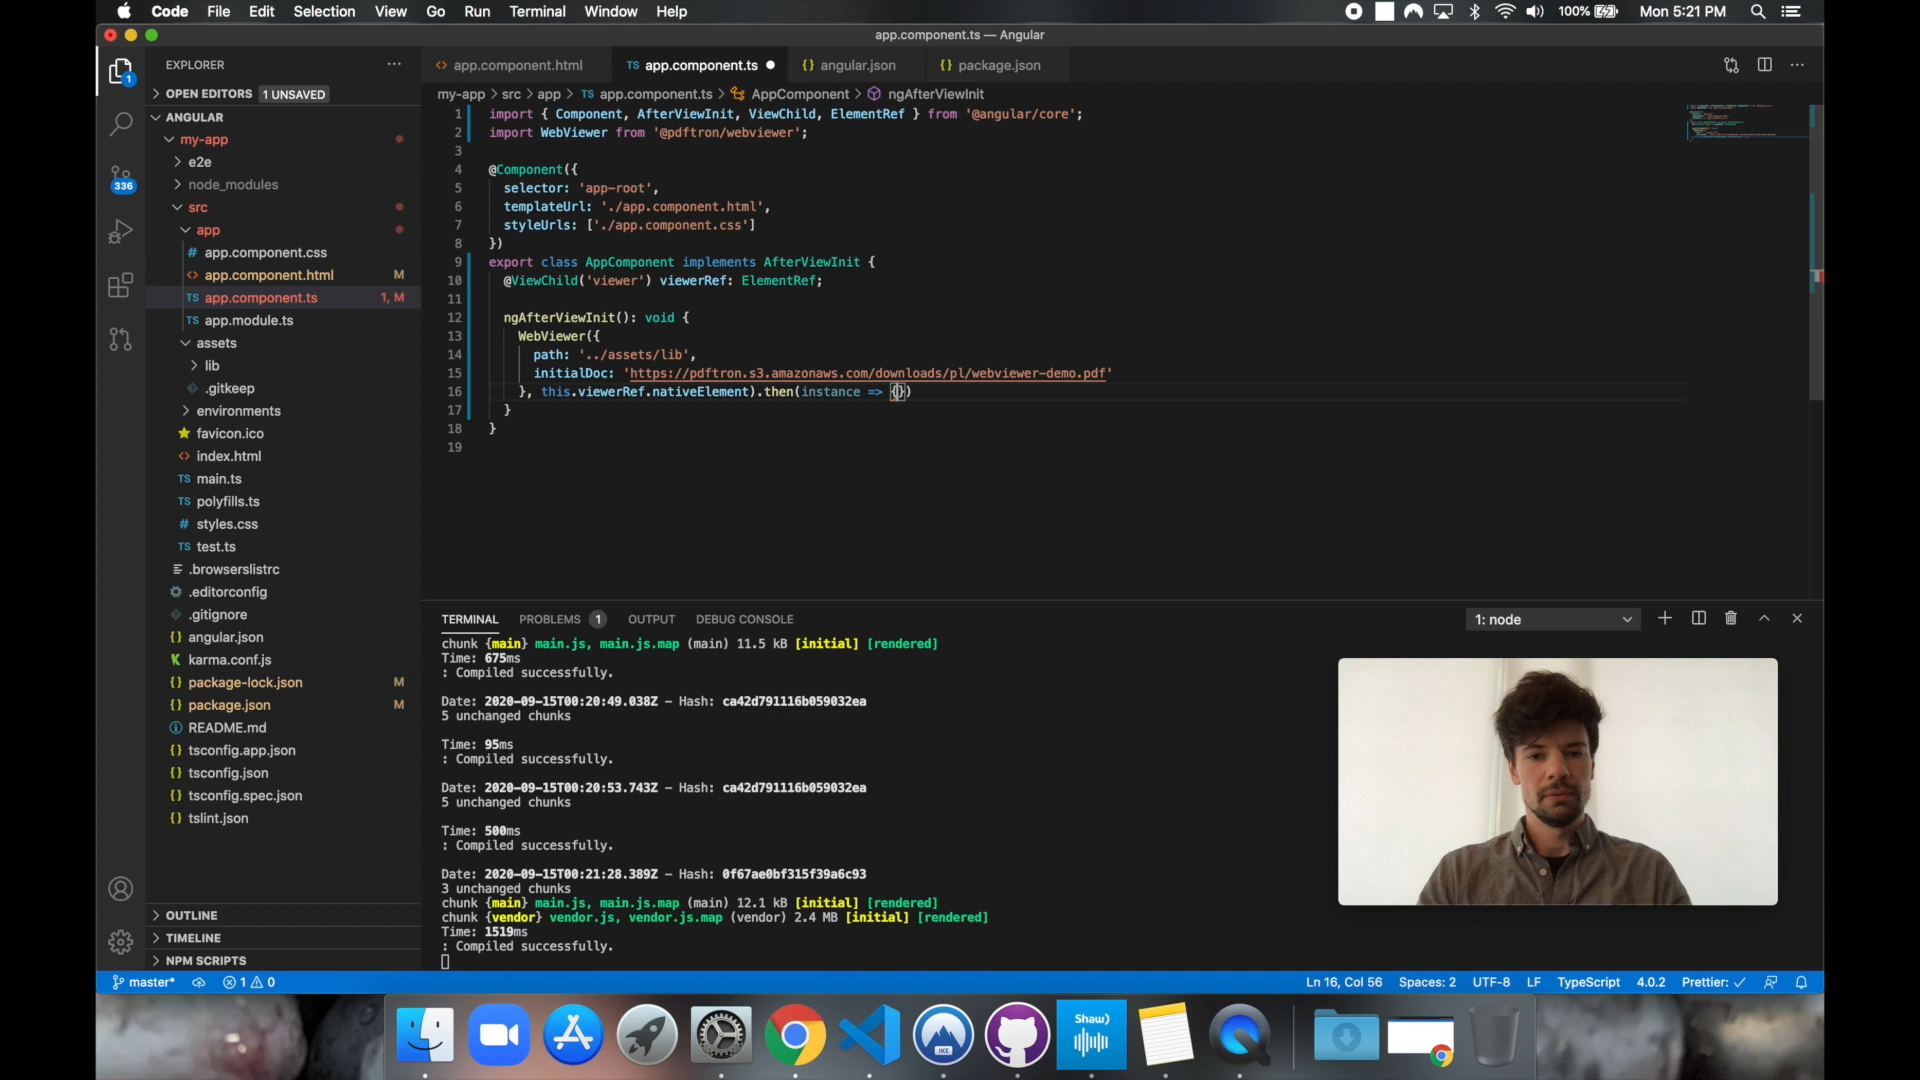 Code File Edit Selection View Go Run Terminal Window Help
100% Mon 5:21 PM
app.component.ts — Angular
EXPLORER
OPEN EDITORS 1 UNSAVED
ANGULAR
my-app
e2e
node_modules
src
app
app.component.css
app.component.html M
app.component.ts 1, M
app.module.ts
assets
lib
.gitkeep
environments
favicon.ico
index.html
main.ts
polyfills.ts
styles.css
test.ts
.browserslistrc
.editorconfig
.gitignore
angular.json
karma.conf.js
package-lock.json M
package.json M
README.md
tsconfig.app.json
tsconfig.json
tsconfig.spec.json
tslint.json
OUTLINE
TIMELINE
NPM SCRIPTS
1
336
app.component.html TS app.component.ts {} angular.json {} package.json
my-app > src > app > TS app.component.ts > AppComponent > ngAfterViewInit
1 import { Component, AfterViewInit, ViewChild, ElementRef } from '@angular/core';
2 import WebViewer from '@pdftron/webviewer';
3
4 @Component({
5 selector: 'app-root',
6 templateUrl: './app.component.html',
7 styleUrls: ['./app.component.css']
8 })
9 export class AppComponent implements AfterViewInit {
10 @ViewChild('viewer') viewerRef: ElementRef;
11
12 ngAfterViewInit(): void {
13 WebViewer({
14 path: '../assets/lib',
15 initialDoc: 'https://pdftron.s3.amazonaws.com/downloads/pl/webviewer-demo.pdf'
16 }, this.viewerRef.nativeElement).then(instance => {})
17 }
18 }
19
TERMINAL PROBLEMS 1 OUTPUT DEBUG CONSOLE 1: node
chunk {main} main.js, main.js.map (main) 11.5 kB [initial] [rendered]
Time: 675ms
: Compiled successfully.
Date: 2020-09-15T00:20:49.038Z - Hash: ca42d791116b059032ea
5 unchanged chunks
Time: 95ms
: Compiled successfully.
Date: 2020-09-15T00:20:53.743Z - Hash: ca42d791116b059032ea
5 unchanged chunks
Time: 500ms
: Compiled successfully.
Date: 2020-09-15T00:21:28.389Z - Hash: 0f67ae0bf315f39a6c93
3 unchanged chunks
chunk {main} main.js, main.js.map (main) 12.1 kB [initial] [rendered]
chunk {vendor} vendor.js, vendor.js.map (vendor) 2.4 MB [initial] [rendered]
Time: 1519ms
: Compiled successfully.
master* 1 0 Ln 16, Col 56 Spaces: 2 UTF-8 LF TypeScript 4.0.2 Prettier: ✓
IKE
Shaw)